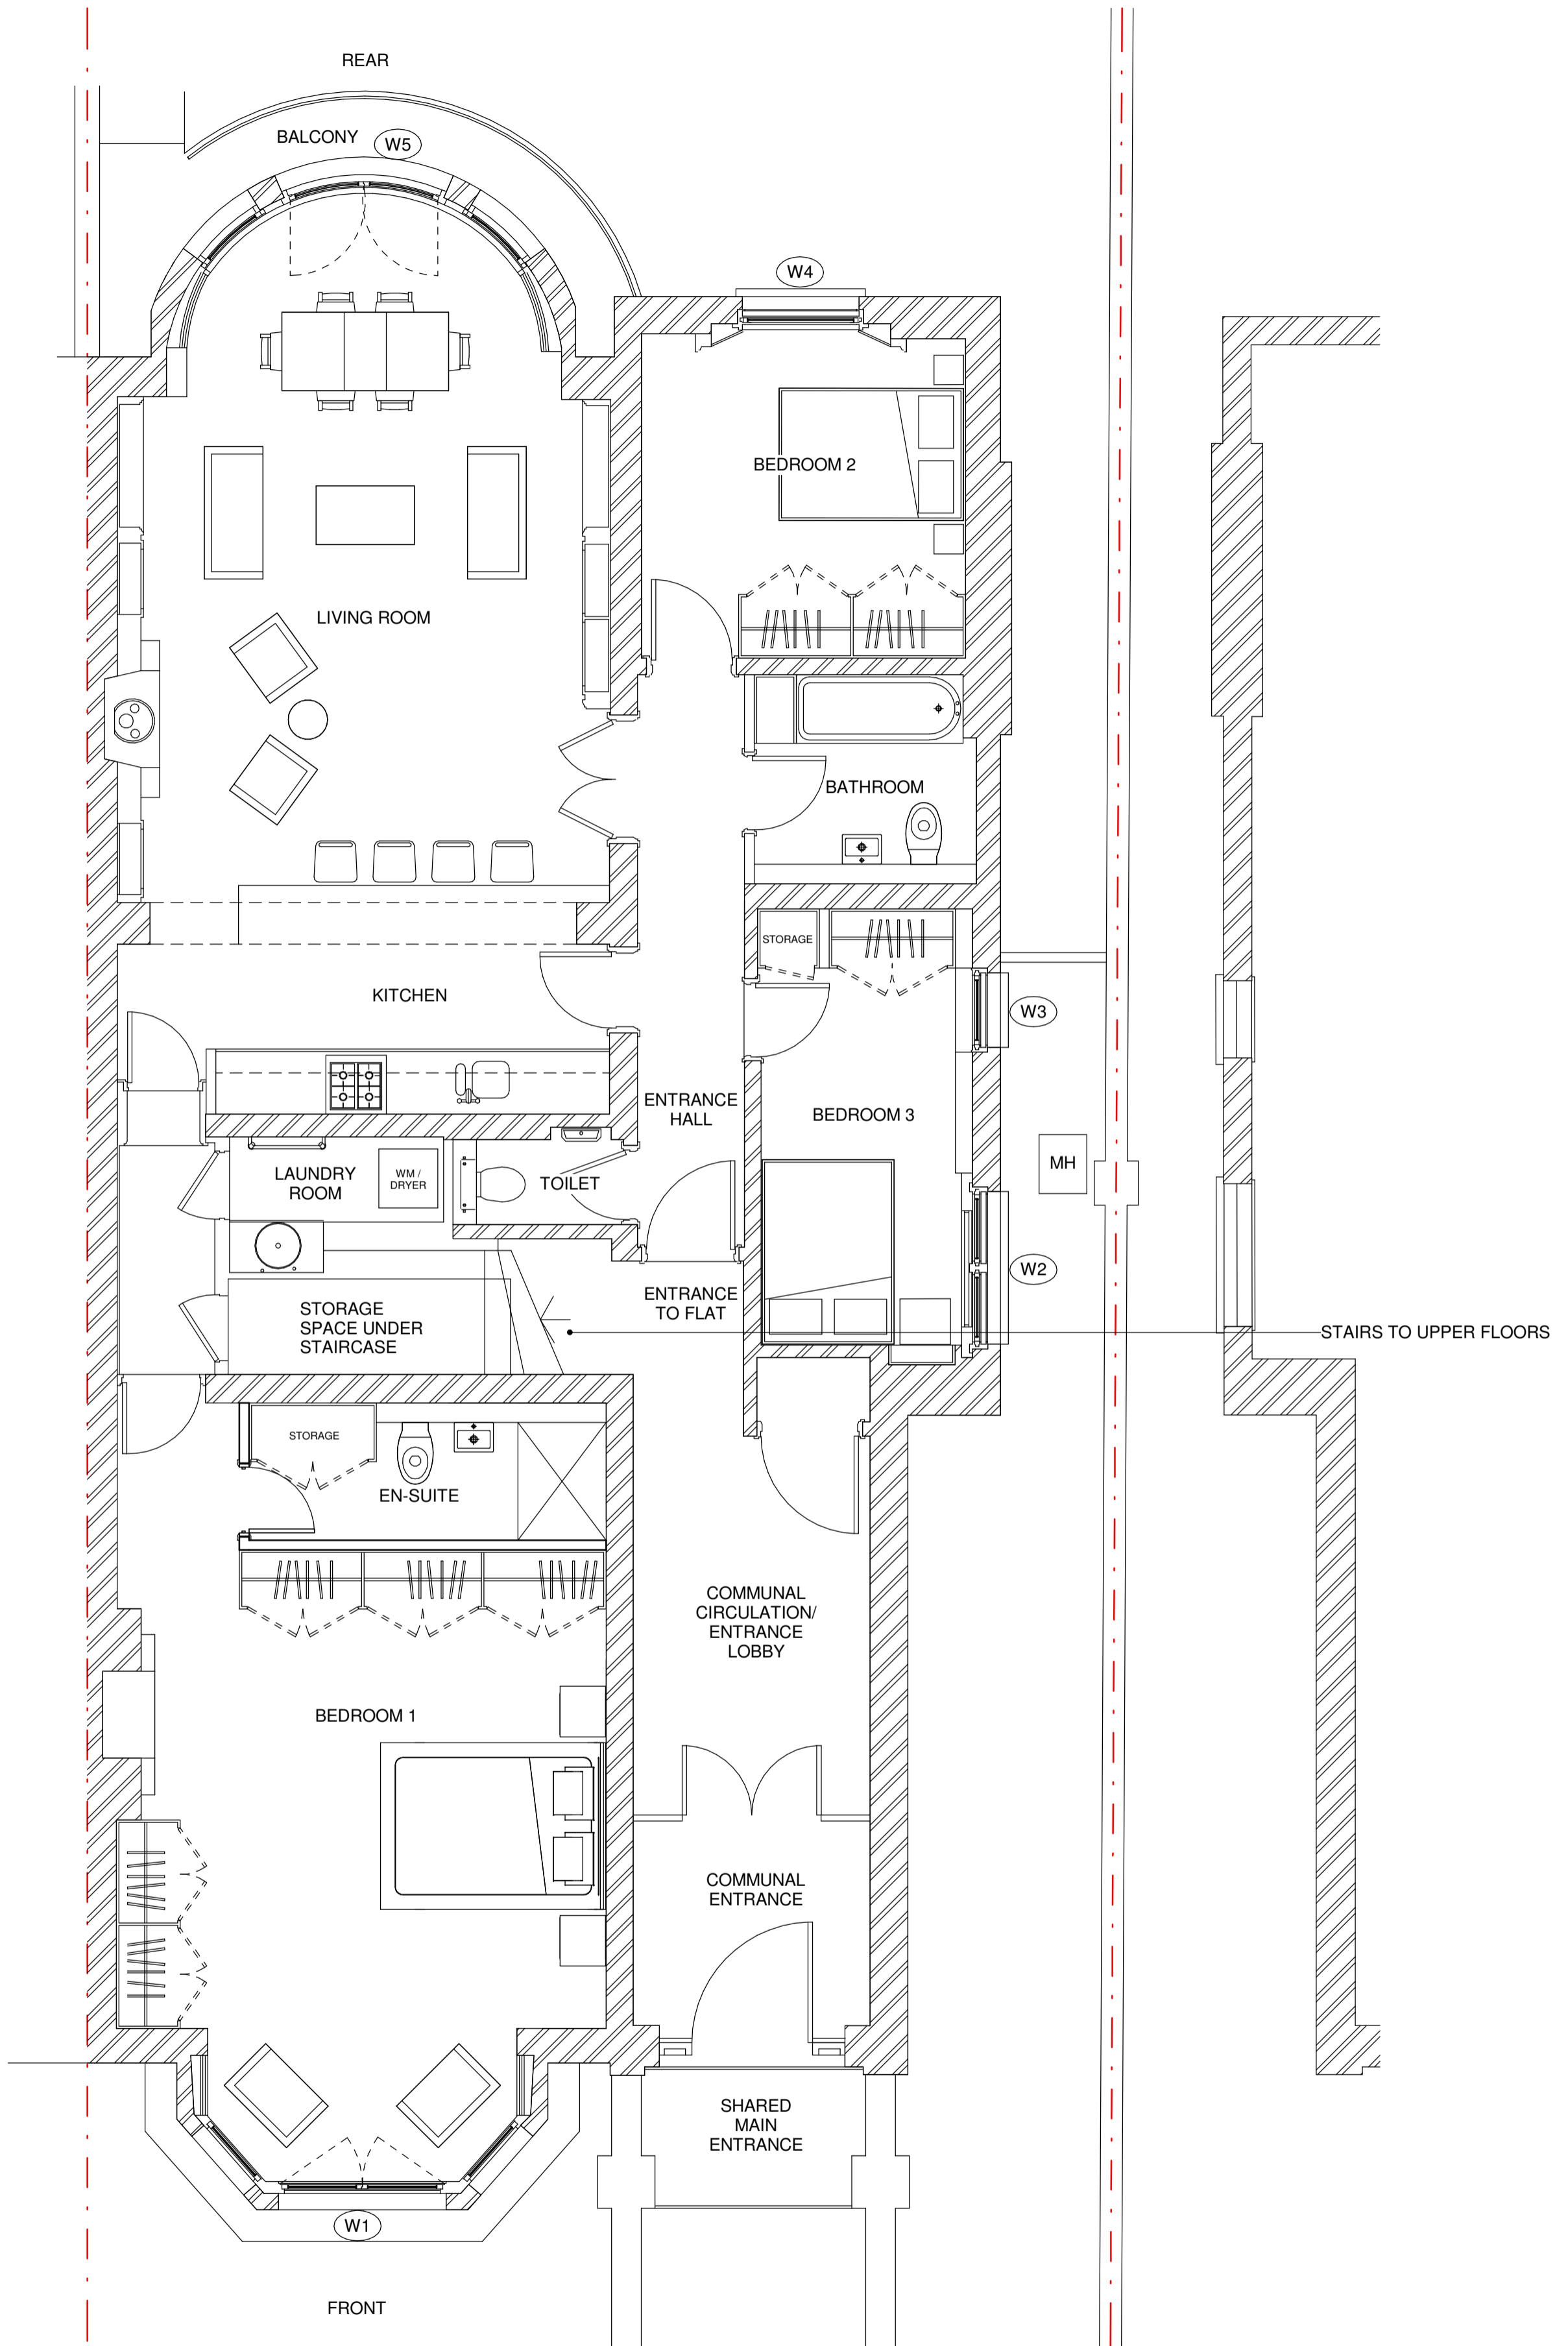 REAR
BALCONY
W5
W4
BEDROOM 2
LIVING ROOM
BATHROOM
STORAGE
KITCHEN
W3
ENTRANCE
HALL
BEDROOM 3
MH
LAUNDRY
ROOM
WM /
DRYER
TOILET
W2
ENTRANCE
TO FLAT
STORAGE
SPACE UNDER
STAIRCASE
STAIRS TO UPPER FLOORS
STORAGE
EN-SUITE
COMMUNAL
CIRCULATION/
ENTRANCE
LOBBY
BEDROOM 1
COMMUNAL
ENTRANCE
SHARED
MAIN
ENTRANCE
W1
FRONT